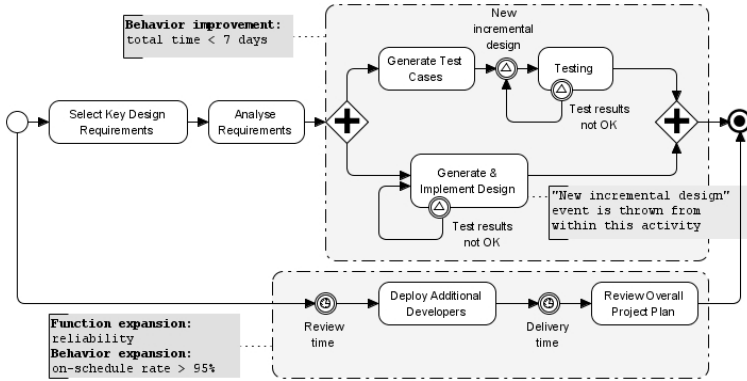 Behavior improvement:
total time < 7 days
New
incremental
design
Generate Test
Cases
Testing
Test results
not OK
Select Key Design
Requirements
Analyse
Requirements
Generate &
Implement Design
Test results
not OK
"New incremental design"
event is thrown from
within this activity
Review
time
Deploy Additional
Developers
Delivery
time
Review Overall
Project Plan
Function expansion:
reliability
Behavior expansion:
on-schedule rate > 95%